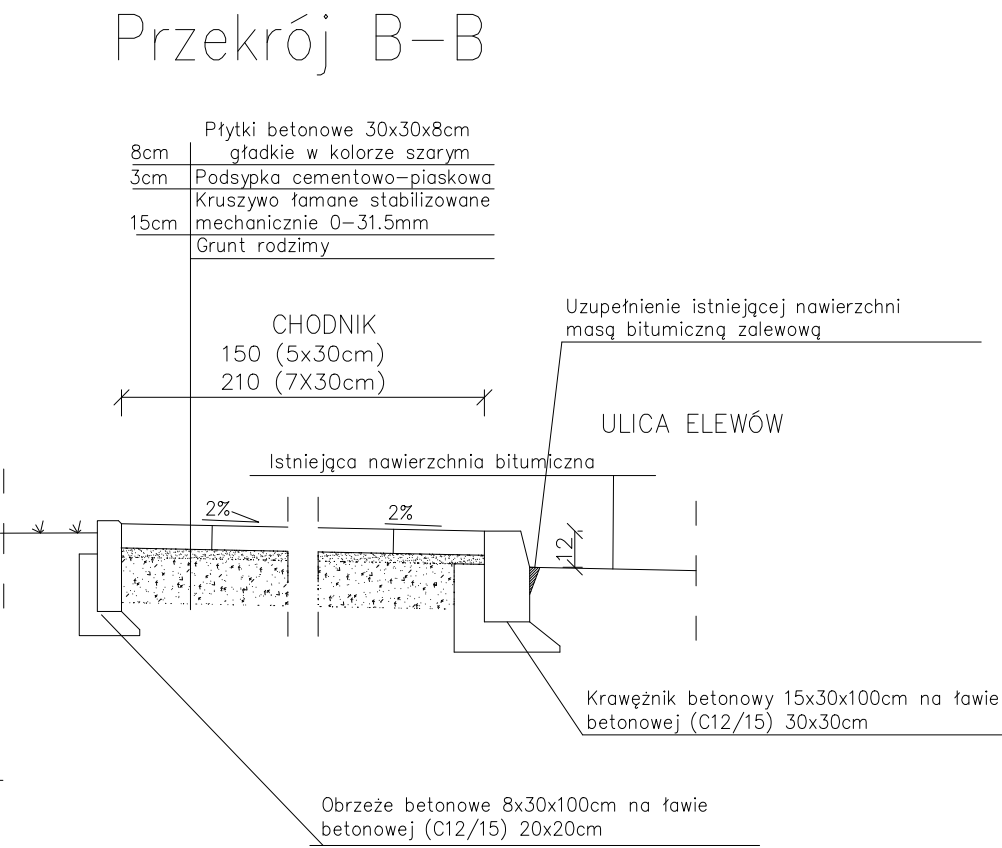 Przekrój B-B
Płytki betonowe 30x30x8cm
8cm gładkie w kolorze szarym
3cm Podsypka cementowo-piaskowa
Kruszywo łamane stabilizowane
15cm mechanicznie 0-31.5mm
Grunt rodzimy
Uzupełnienie istniejącej nawierzchni
masą bitumiczną zalewową
CHODNIK
150 (5x30cm)
210 (7X30cm)
ULICA ELEWÓW
Istniejąca nawierzchnia bitumiczna
2%
2%
12
Krawężnik betonowy 15x30x100cm na ławie
betonowej (C12/15) 30x30cm
Obrzeże betonowe 8x30x100cm na ławie
betonowej (C12/15) 20x20cm